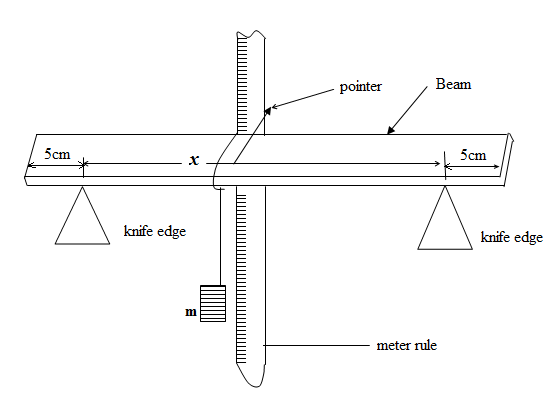 pointer
Beam
5cm
x
5cm
knife edge
knife edge
m
meter rule